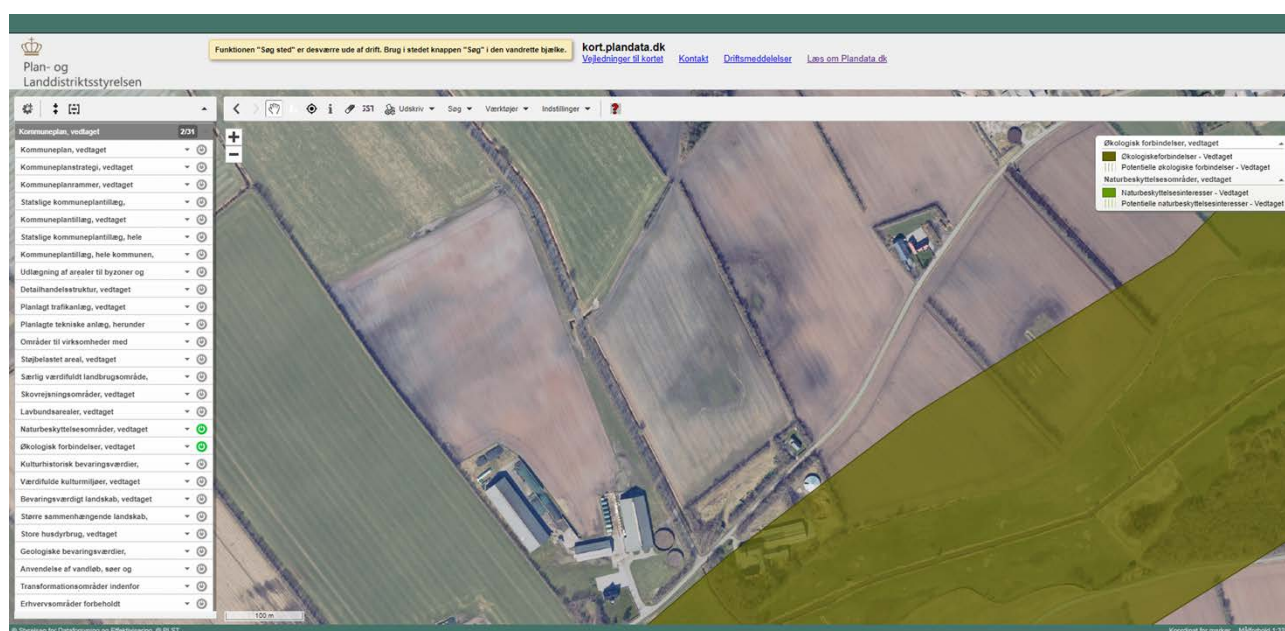 Plan- og
Landdistriktsstyrelsen
Funktionen "Søg sted" er desværre ude af drift. Brug i stedet knappen "Søg" i den vandrette bjælke.
kort.plandata.dk
Vejledninger til kortet Kontakt Driftsmeddelelser Læs om Plandata.dk
Udskriv Søg Værktøjer Indstillinger
Kommuneplan, vedtaget 2/31
Kommuneplan, vedtaget
Kommuneplanstrategi, vedtaget
Kommuneplanrammer, vedtaget
Statslige kommuneplantillæg,
Kommuneplantillæg, vedtaget
Statslige kommuneplantillæg, hele
Kommuneplantillæg, hele kommunen,
Udlægning af arealer til byzoner og
Detailhandelsstruktur, vedtaget
Planlagt trafikanlæg, vedtaget
Planlagte tekniske anlæg, herunder
Områder til virksomheder med
Støjbelastet areal, vedtaget
Særlig værdifuldt landbrugsområde,
Skovrejsningsområder, vedtaget
Lavbundsarealer, vedtaget
Naturbeskyttelsesområder, vedtaget
Økologisk forbindelser, vedtaget
Kulturhistorisk bevaringsværdier,
Værdifulde kulturmiljøer, vedtaget
Bevaringsværdigt landskab, vedtaget
Større sammenhængende landskab,
Store husdyrbrug, vedtaget
Geologiske bevaringsværdier,
Anvendelse af vandløb, søer og
Transformationsområder indenfor
Erhvervsområder forbeholdt
Økologisk forbindelser, vedtaget
Økologiskeforbindelser - Vedtaget
Potentielle økologiske forbindelser - Vedtaget
Naturbeskyttelsesområder, vedtaget
Naturbeskyttelsesinteresser - Vedtaget
Potentielle naturbeskyttelsesinteresser - Vedtaget
100 m